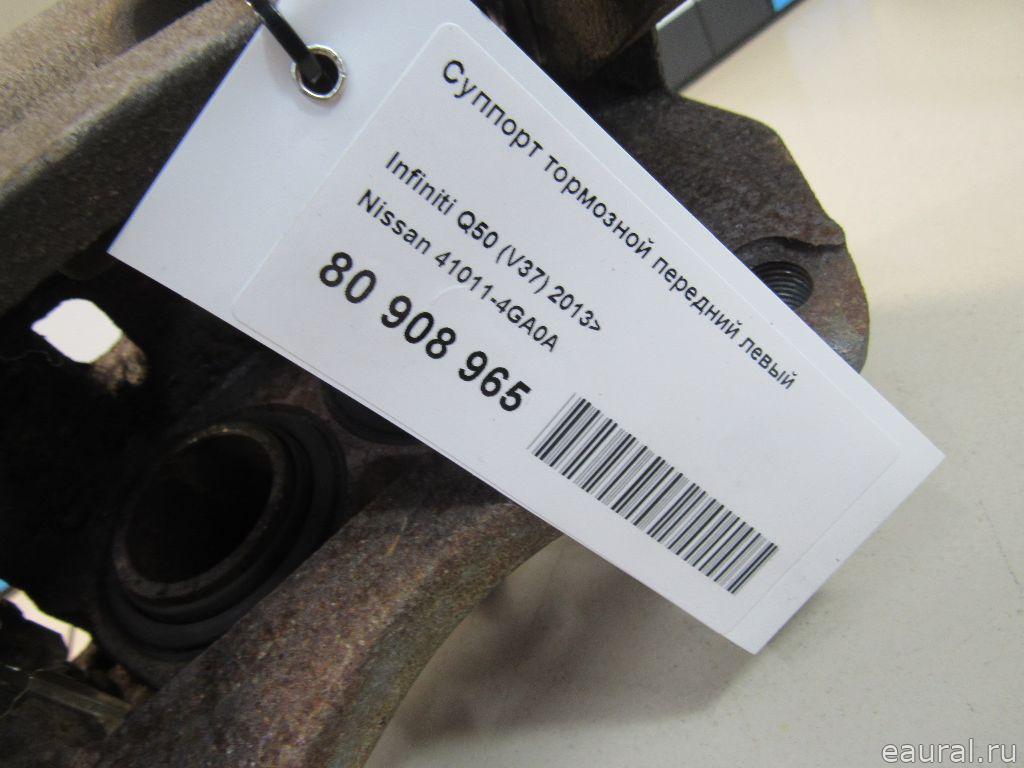 Суппорт тормозной передний левый
Infiniti Q50 (V37) 2013>
Nissan 41011-4GA0A
80 908 965
eaural.ru